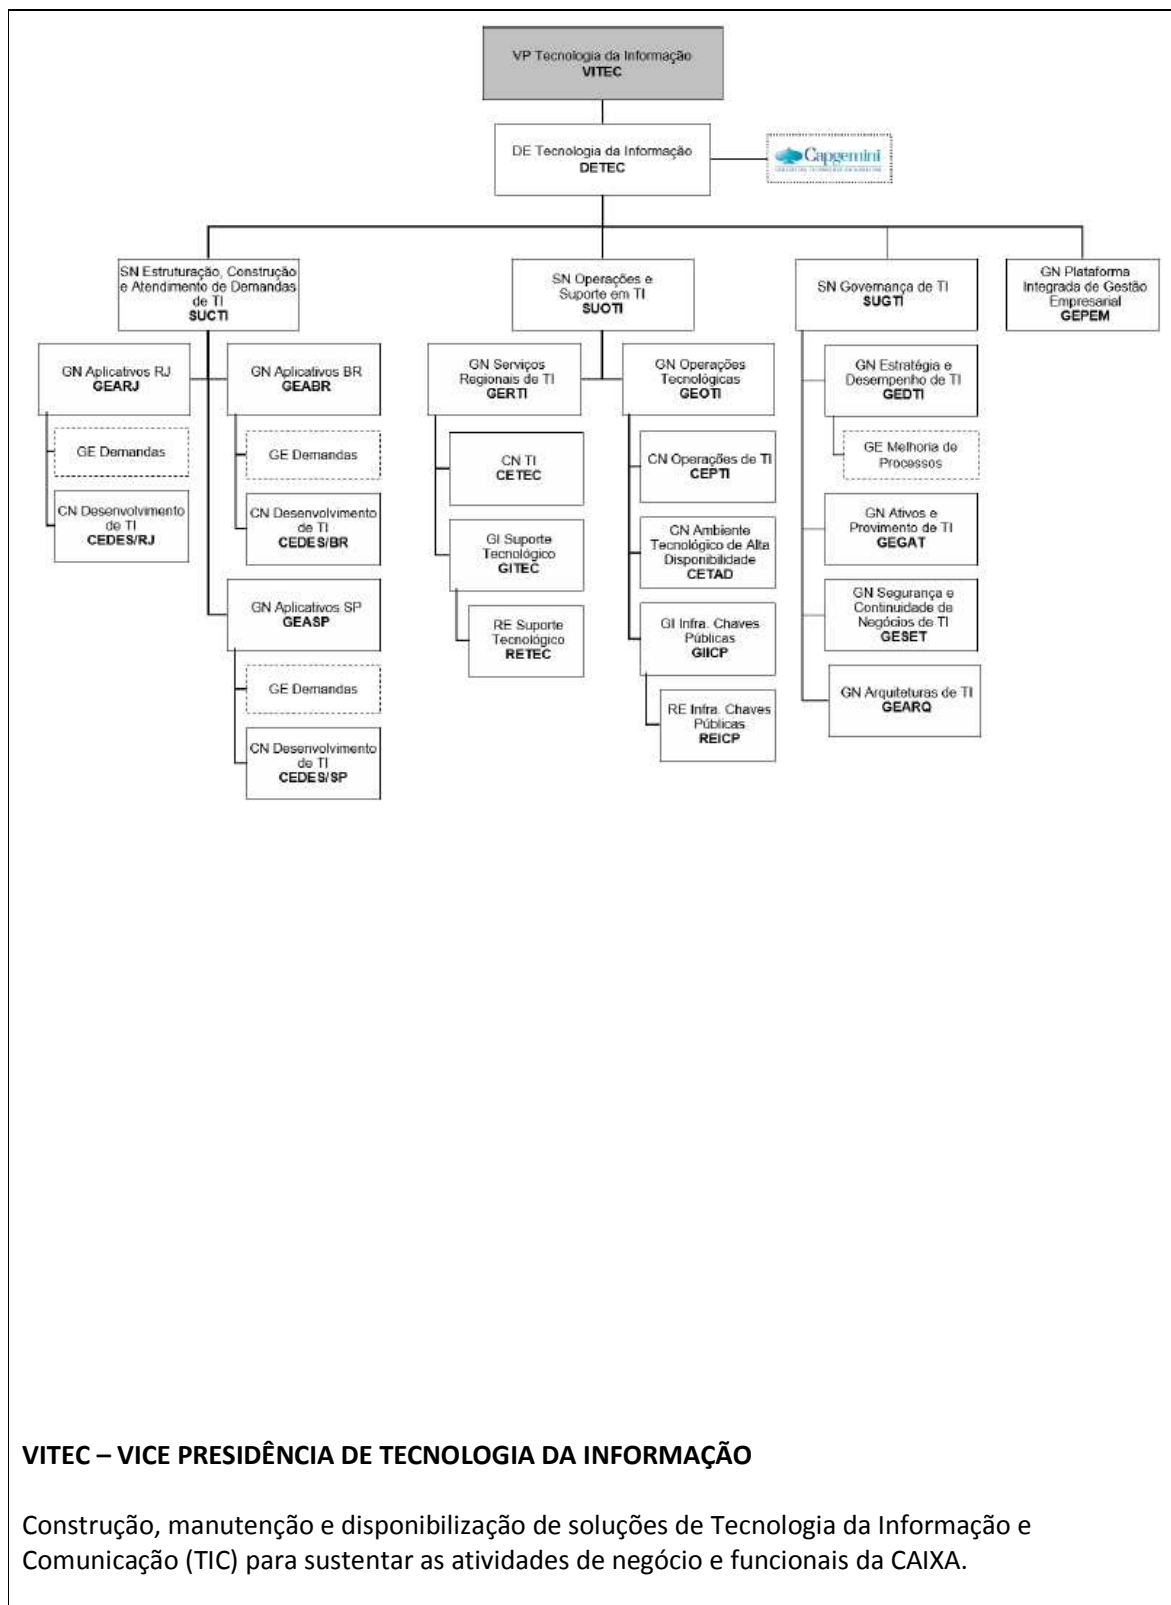 VP Tecnologia da Informação
VITEC
DE Tecnologia da Informação
DETEC
Capgemini
SN Estruturação, Construção
e Atendimento de Demandas
de TI
SUCTI
SN Operações e
Suporte em TI
SUOTI
SN Governança de TI
SUGTI
GN Plataforma
Integrada de Gestão
Empresarial
GEPEM
GN Aplicativos RJ
GEARJ
GE Demandas
CN Desenvolvimento
de TI
CEDES/RJ
GN Aplicativos BR
GEABR
GE Demandas
CN Desenvolvimento
de TI
CEDES/BR
GN Aplicativos SP
GEASP
GE Demandas
CN Desenvolvimento
de TI
CEDES/SP
GN Serviços
Regionais de TI
GERTI
CN TI
CETEC
GI Suporte
Tecnológico
GITEC
RE Suporte
Tecnológico
RETEC
GN Operações
Tecnológicas
GEOTI
CN Operações de TI
CEPTI
GN Ambiente
Tecnológico de Alta
Disponibilidade
CETAD
GI Infra. Chaves
Públicas
GIICP
RE Infra. Chaves
Públicas
REICP
GN Estratégia e
Desempenho de TI
GEDTI
GE Melhoria de
Processos
GN Ativos e
Provimento de TI
GEGAT
GN Segurança e
Continuidade de
Negócios de TI
GESET
GN Arquiteturas de TI
GEARQ
VITEC – VICE PRESIDÊNCIA DE TECNOLOGIA DA INFORMAÇÃO
Construção, manutenção e disponibilização de soluções de Tecnologia da Informação e
Comunicação (TIC) para sustentar as atividades de negócio e funcionais da CAIXA.